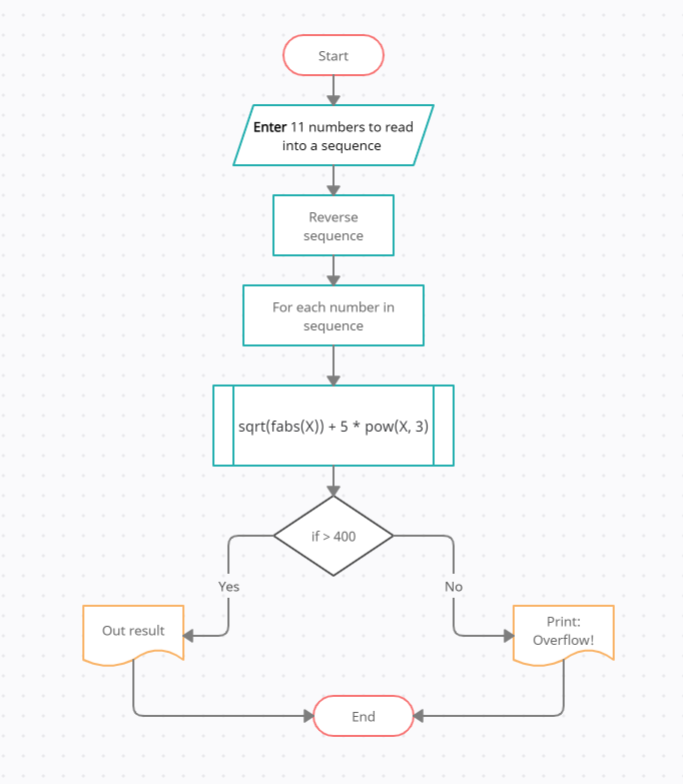 Start
Enter 11 numbers to read
into a sequence
Reverse
sequence
For each number in
sequence
sqrt(fabs(X)) + 5 * pow(X, 3)
if > 400
Yes
No
Out result
Print:
Overflow!
End